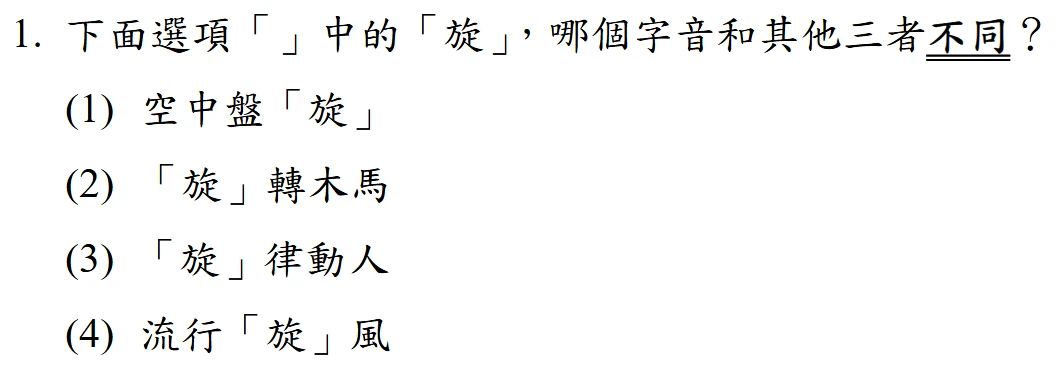 1. 下面選項「」中的「旋」，哪個字音和其他三者不同？
(1) 空中盤「旋」
(2) 「旋」轉木馬
(3) 「旋」律動人
(4) 流行「旋」風